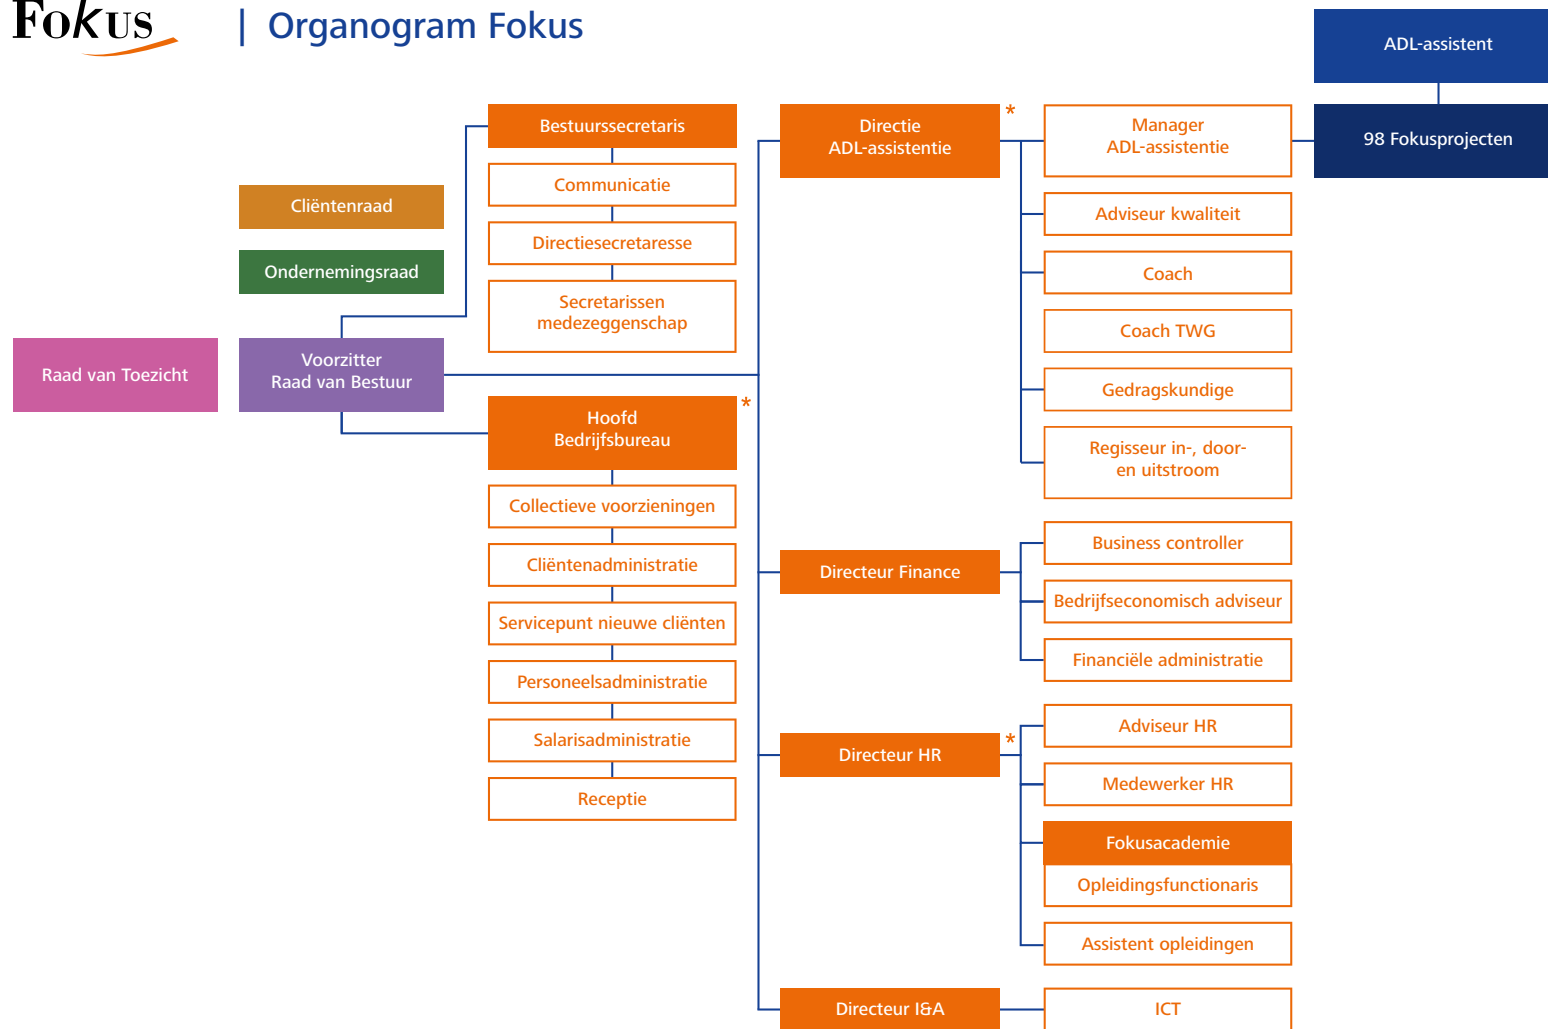 Fokus
| Organogram Fokus
ADL-assistent
98 Fokusprojecten
Bestuurssecretaris
Communicatie
Directiesecretaresse
Secretarissen
medezeggenschap
Cliëntenraad
Ondernemingsraad
Raad van Toezicht
Voorzitter
Raad van Bestuur
Hoofd
Bedrijfsbureau
*
Collectieve voorzieningen
Cliëntenadministratie
Servicepunt nieuwe cliënten
Personeelsadministratie
Salarisadministratie
Receptie
Directie
ADL-assistentie
*
Manager
ADL-assistentie
Adviseur kwaliteit
Coach
Coach TWG
Gedragskundige
Regisseur in-, door-
en uitstroom
Directeur Finance
Business controller
Bedrijfseconomisch adviseur
Financiële administratie
Directeur HR
*
Adviseur HR
Medewerker HR
Fokusacademie
Opleidingsfunctionaris
Assistent opleidingen
Directeur I&A
ICT